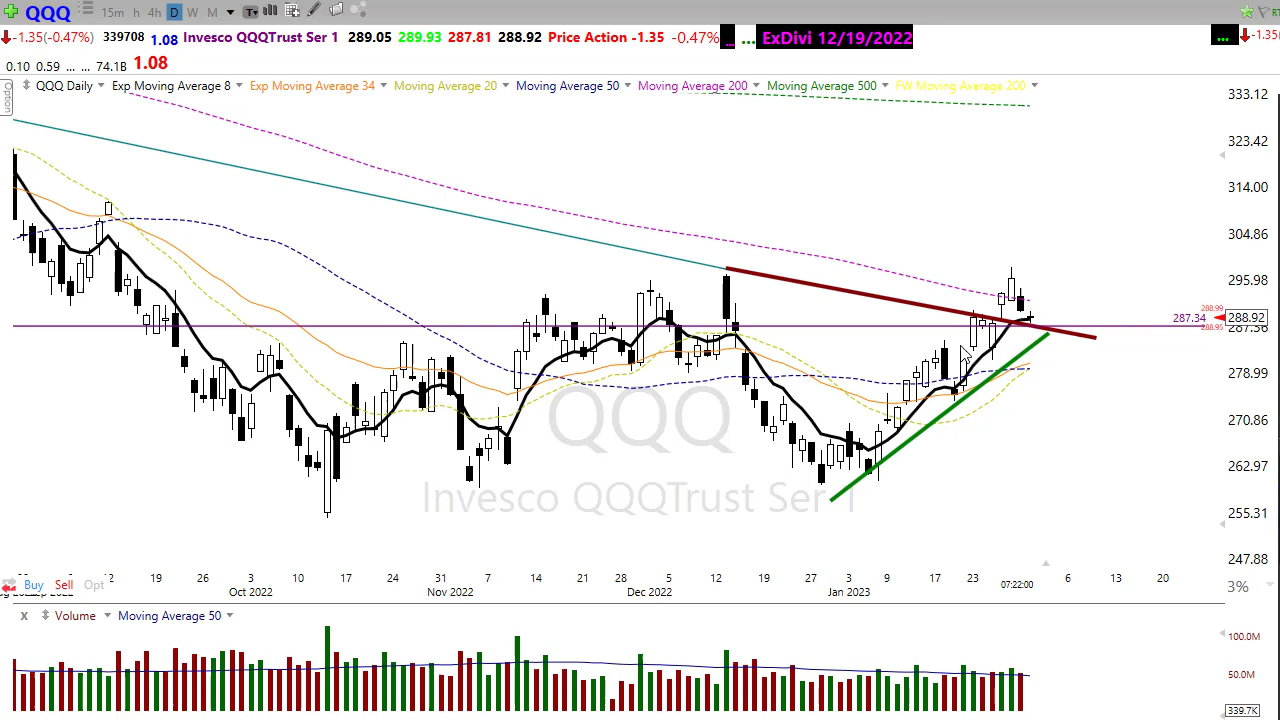 QQQ 15m h 4h D W M T
-1.35(-0.47%) 339708 1.08 Invesco QQQTrust Ser 1 289.05 289.93 287.81 288.92 Price Action -1.35 -0.47% ... ... ExDivi 12/19/2022 ... -1.35(
0.10 0.59 ... ... 74.1B 1.08
Option
QQQ Daily Exp Moving Average 8 Exp Moving Average 34 Moving Average 20 Moving Average 50 Moving Average 200 Moving Average 500 FW Moving Average 200
333.12
323.42
314.00
304.86
295.98
288.99
287.34 288.92
288.95
287.36
278.99
270.86
262.97
255.31
247.88
QQQ
Invesco QQQTrust Ser 1
Buy Sell Opt
19 26 3 10 17 24 31 7 14 21 28 5 12 19 27 3 9 17 23 07:22:00 6 13 20
Oct 2022 Nov 2022 Dec 2022 Jan 2023
3%
x Volume Moving Average 50
100.0M
50.0M
339.7K